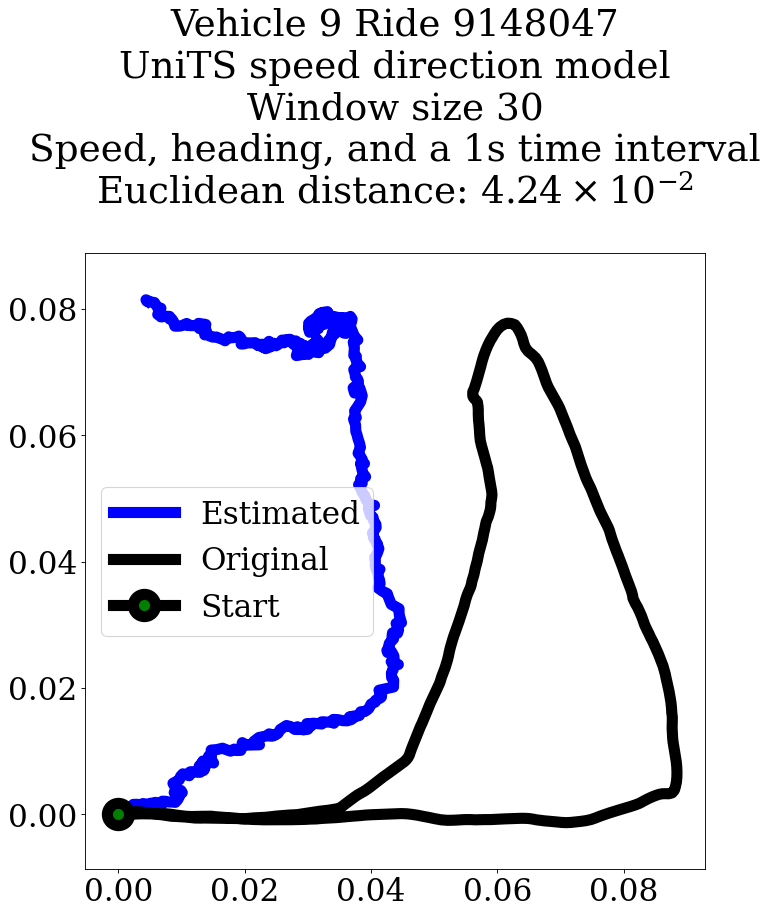 Vehicle 9 Ride 9148047
UniTS speed direction model
Window size 30
Speed, heading, and a 1s time interval
Euclidean distance: 4.24 × 10⁻²
0.08
0.06
0.04
0.02
0.00
Estimated
Original
Start
0.00 0.02 0.04 0.06 0.08